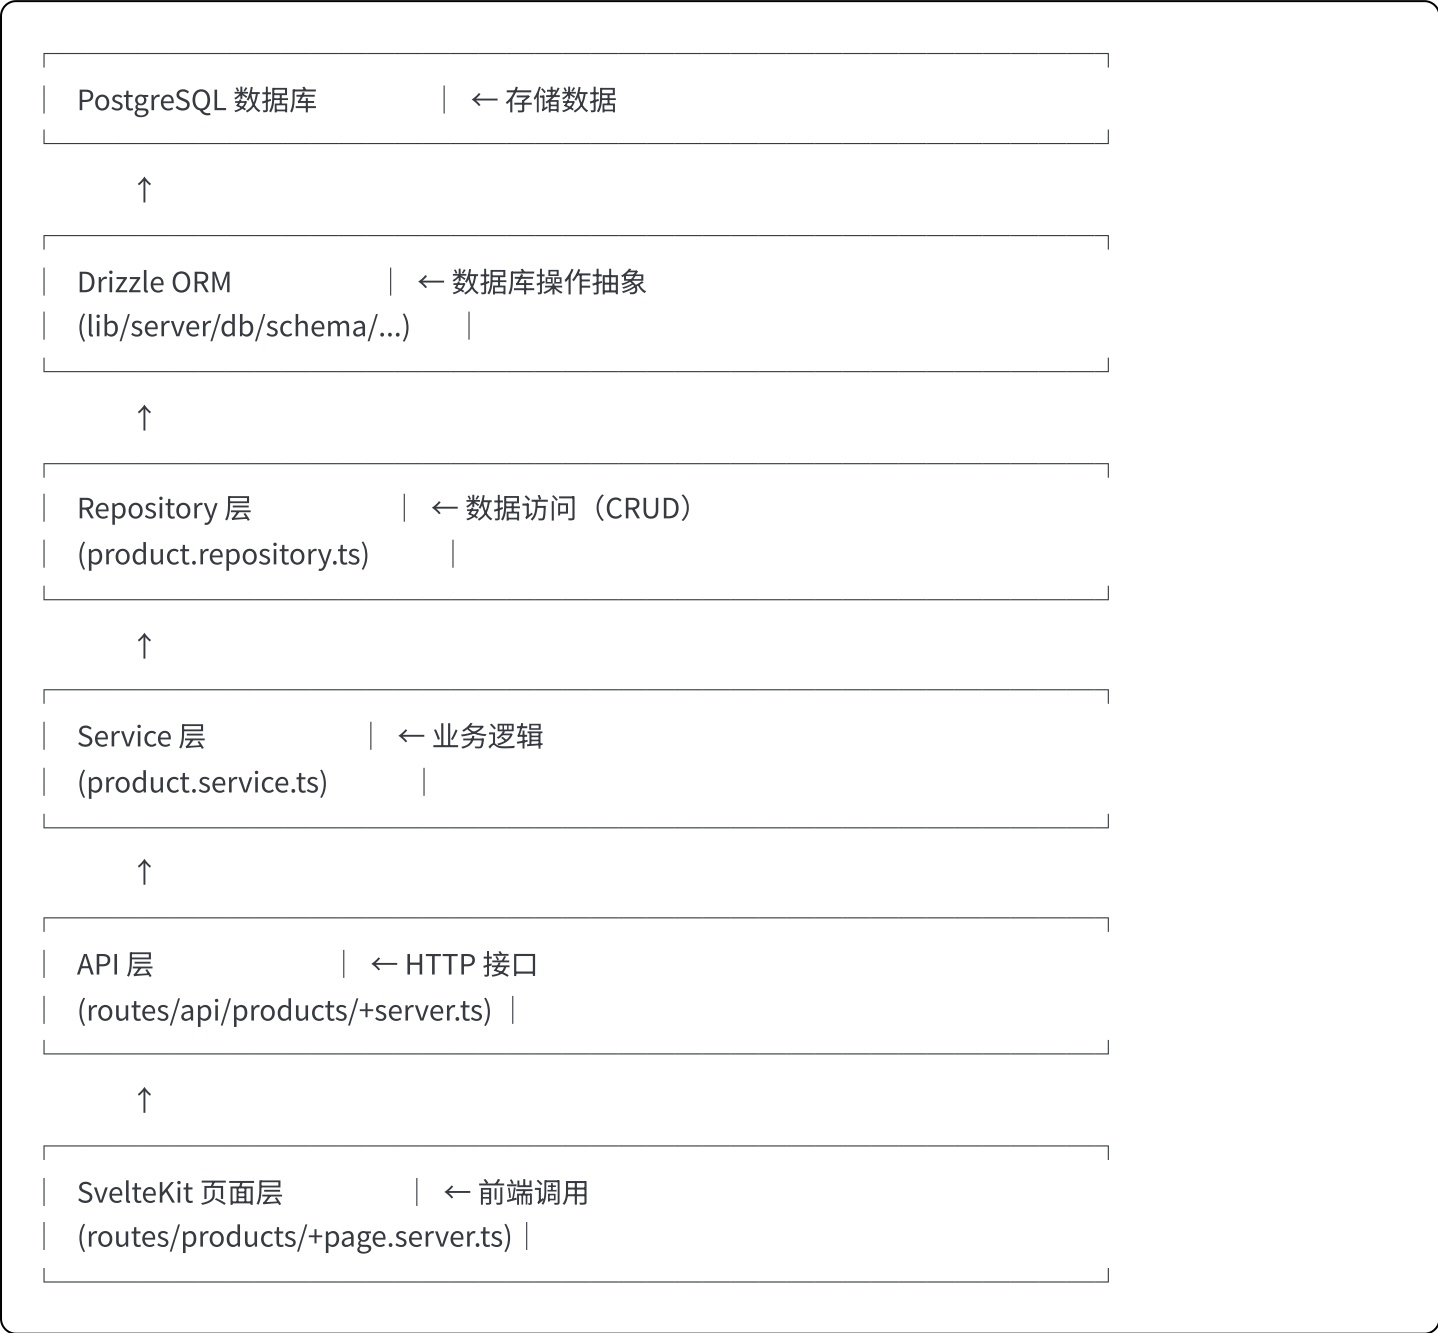 PostgreSQL 数据库 │ ← 存储数据
↑
Drizzle ORM │ ← 数据库操作抽象
(lib/server/db/schema/...) │
↑
Repository 层 │ ← 数据访问（CRUD）
(product.repository.ts) │
↑
Service 层 │ ← 业务逻辑
(product.service.ts) │
↑
API 层 │ ← HTTP 接口
(routes/api/products/+server.ts) │
↑
SvelteKit 页面层 │ ← 前端调用
(routes/products/+page.server.ts) │